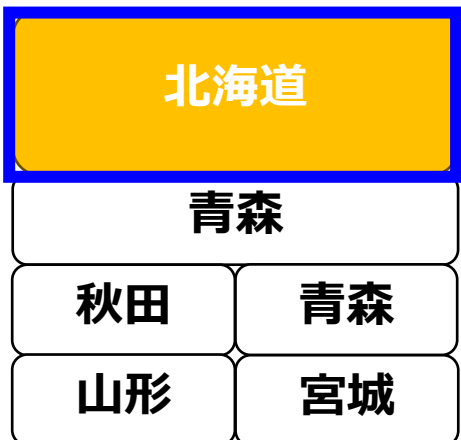 北海道
青森
秋田 青森
山形 宮城